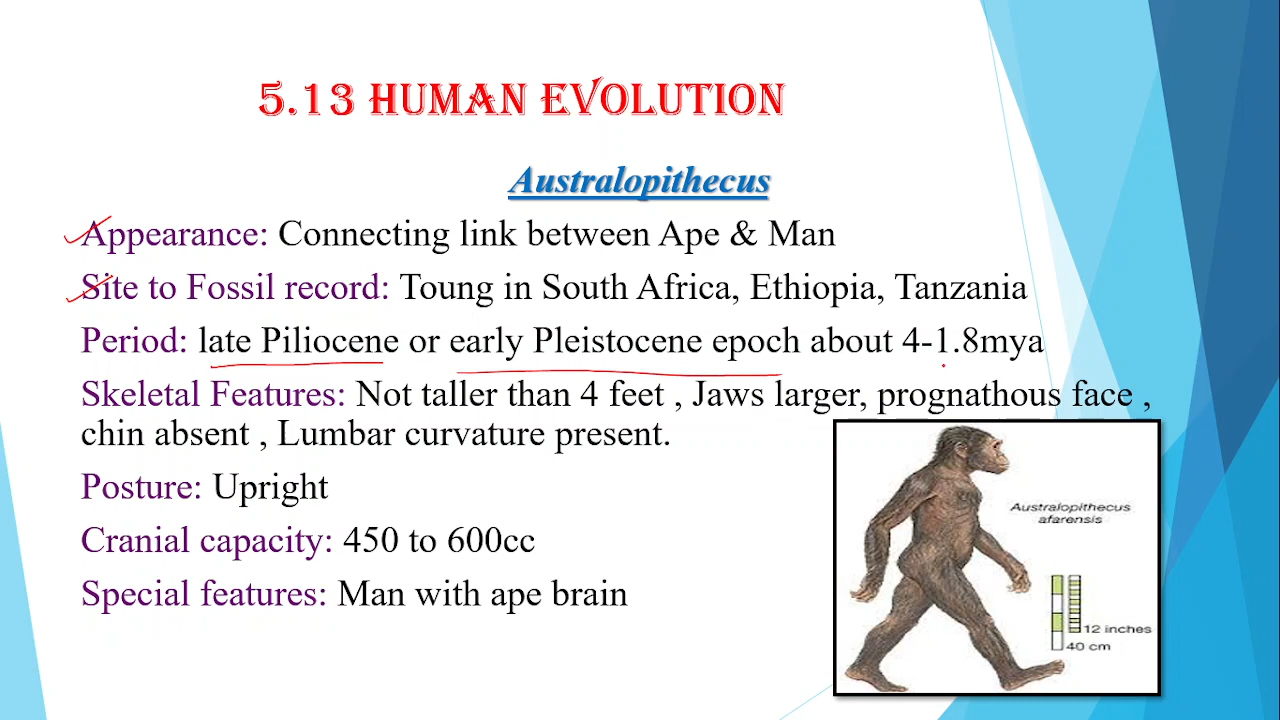 5.13 HUMAN EVOLUTION
Australopithecus
Appearance: Connecting link between Ape & Man
Site to Fossil record: Toung in South Africa, Ethiopia, Tanzania
Period: late Piliocene or early Pleistocene epoch about 4-1.8mya
Skeletal Features: Not taller than 4 feet , Jaws larger, prognathous face ,
chin absent , Lumbar curvature present.
Posture: Upright
Cranial capacity: 450 to 600cc
Special features: Man with ape brain
Australopithecus
afarensis
12 inches
40 cm